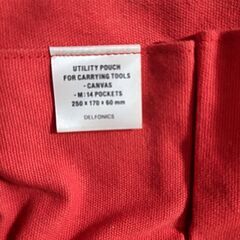 UTILITY POUCH
FOR CARRYING TOOLS
- CANVAS
- M:14 POCKETS
250 x 170 x 60 mm
DELFONICS